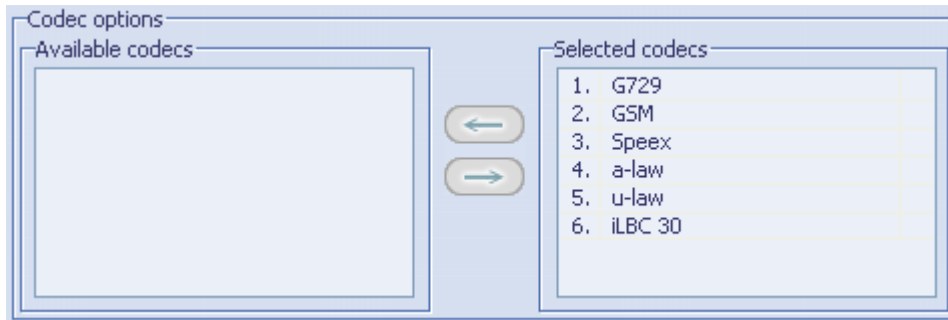 Codec options
Available codecs
Selected codecs
1. G729
2. GSM
3. Speex
4. a-law
5. u-law
6. iLBC 30